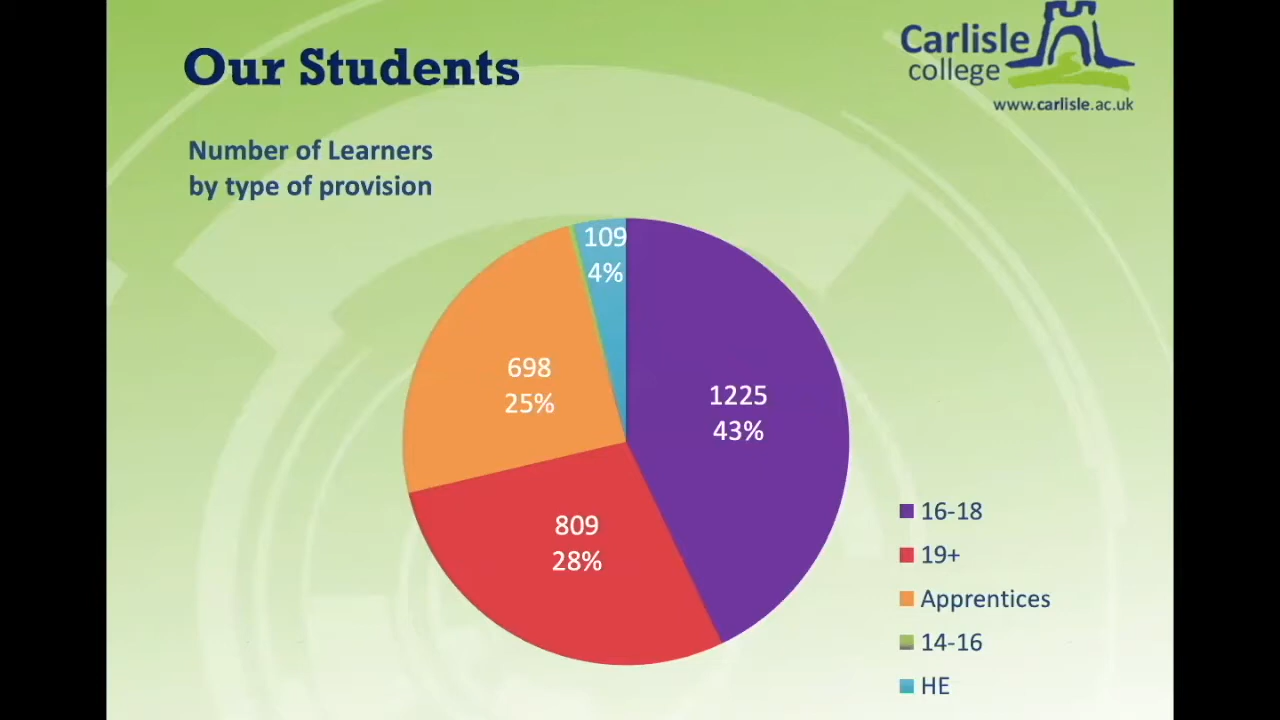 Our Students
Carlisle
college
www.carlisle.ac.uk
Number of Learners
by type of provision
109
4%
698
25%
1225
43%
809
28%
16-18
19+
Apprentices
14-16
HE